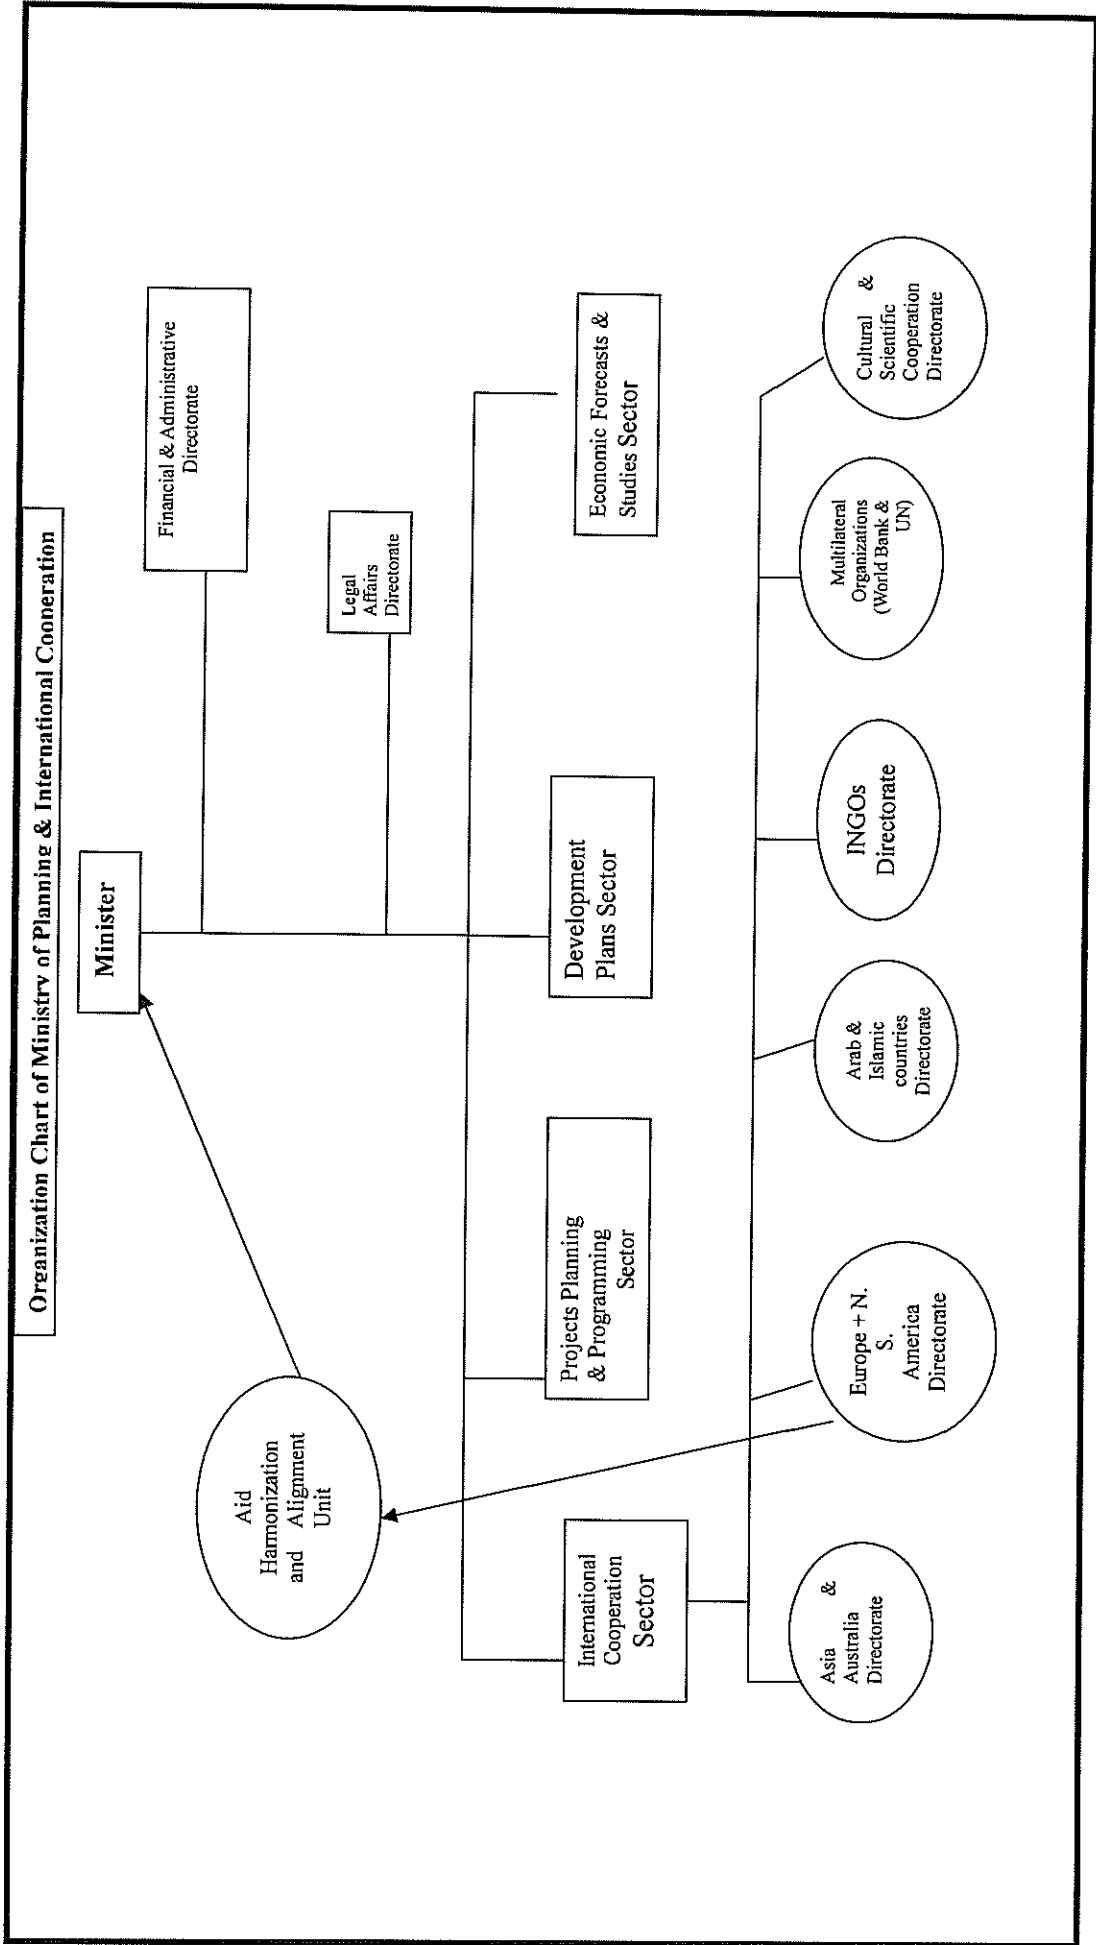 Organization Chart of Ministry of Planning & International Cooperation
Minister
Financial & Administrative
Directorate
Legal
Affairs
Directorate
Aid
Harmonization
and Alignment
Unit
International
Cooperation
Sector
Projects Planning
& Programming
Sector
Development
Plans Sector
Economic Forecasts &
Studies Sector
Asia &
Australia
Directorate
Europe + N.
S.
America
Directorate
Arab &
Islamic
countries
Directorate
INGOs
Directorate
Multilateral
Organizations
(World Bank &
UN)
Cultural &
Scientific
Cooperation
Directorate